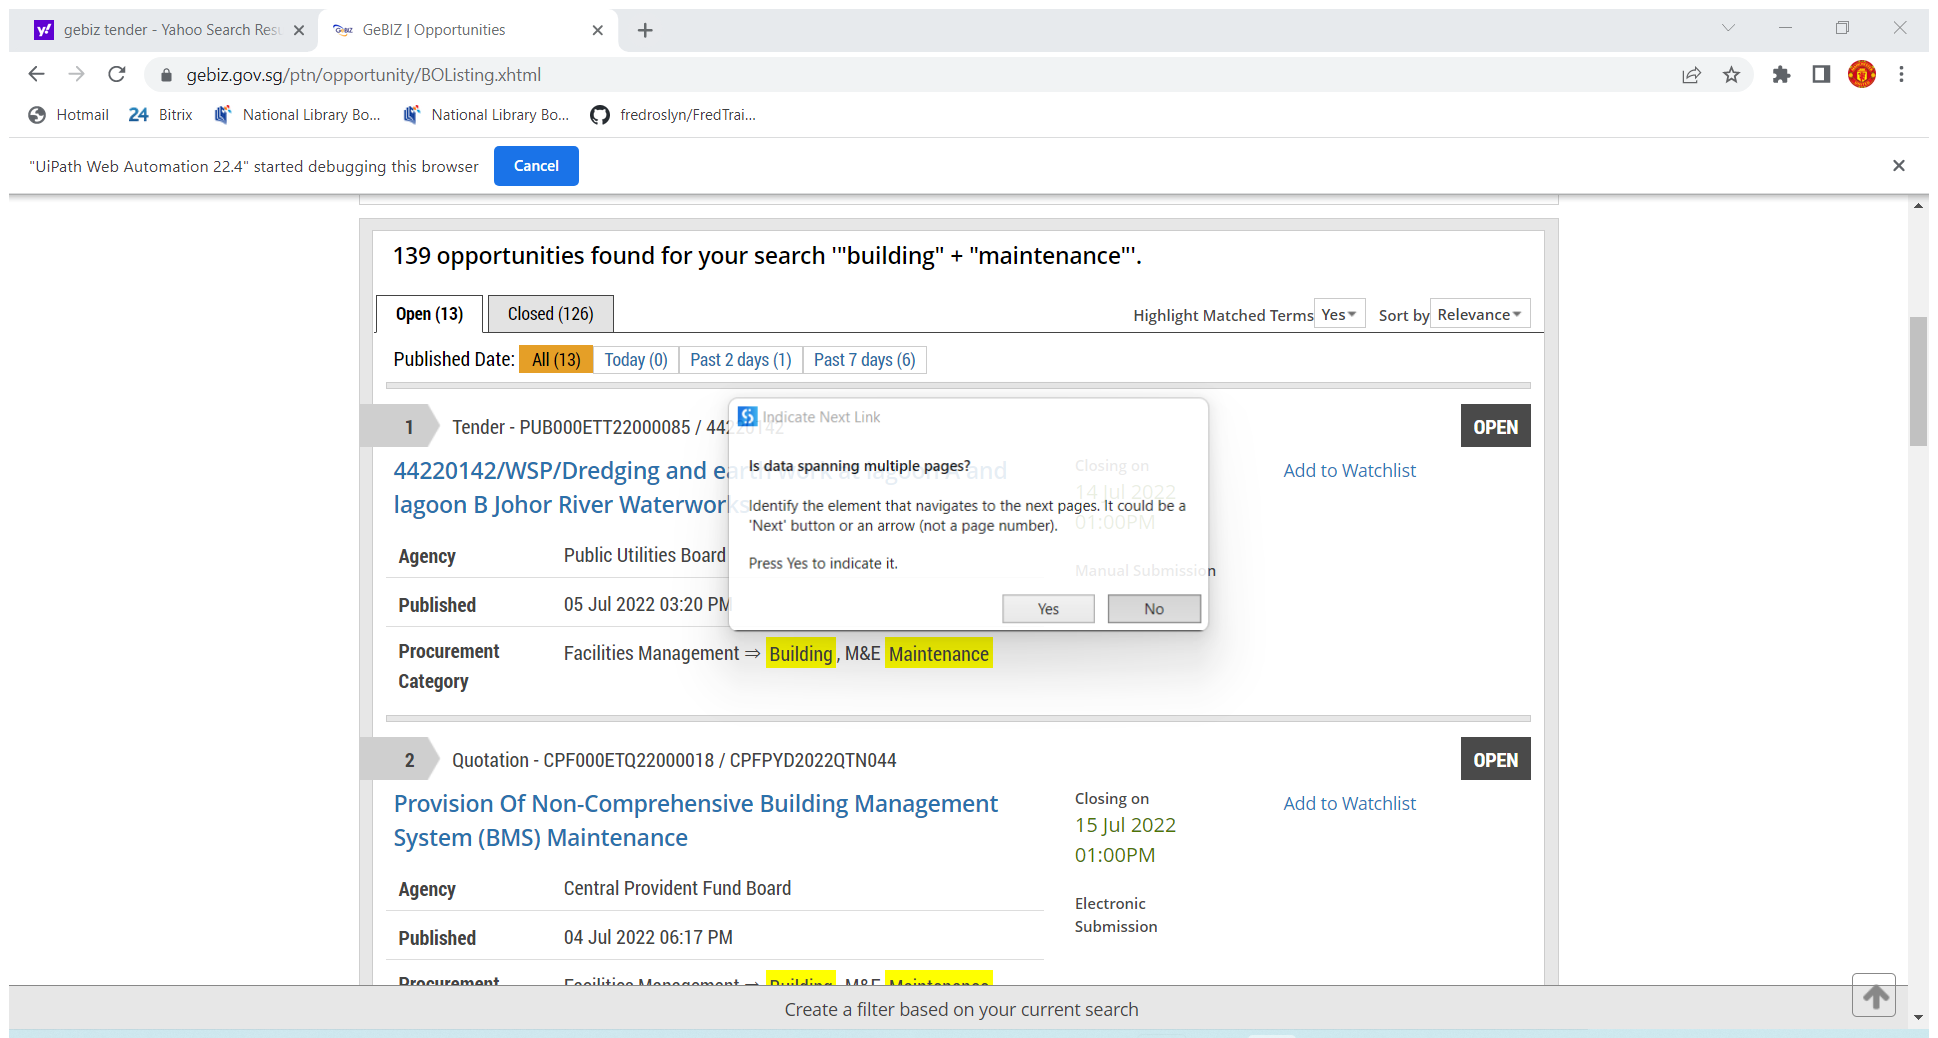 gebiz tender - Yahoo Search Resu
GeBIZ | Opportunities
gebiz.gov.sg/ptn/opportunity/BOListing.xhtml
Hotmail
24 Bitrix
National Library Bo...
National Library Bo...
fredroslyn/FredTrai...
"UiPath Web Automation 22.4" started debugging this browser
Cancel
139 opportunities found for your search '"building" + "maintenance"'.
Open (13)
Closed (126)
Highlight Matched Terms Yes
Sort by Relevance
Published Date: All (13) Today (0) Past 2 days (1) Past 7 days (6)
1
Tender - PUB000ETT22000085 / 44220142
OPEN
44220142/WSP/Dredging and earth work at lagoon A and
lagoon B Johor River Waterworks
Closing on
14 Jul 2022
01:00PM
Manual Submission
Add to Watchlist
Agency Public Utilities Board
Published 05 Jul 2022 03:20 PM
Procurement
Category
Facilities Management ⇒ Building , M&E Maintenance
Indicate Next Link
Is data spanning multiple pages?
Identify the element that navigates to the next pages. It could be a
'Next' button or an arrow (not a page number).
Press Yes to indicate it.
Yes
No
2
Quotation - CPF000ETQ22000018 / CPFPYD2022QTN044
OPEN
Provision Of Non-Comprehensive Building Management
System (BMS) Maintenance
Closing on
15 Jul 2022
01:00PM
Electronic
Submission
Add to Watchlist
Agency Central Provident Fund Board
Published 04 Jul 2022 06:17 PM
Procurement Facilities Management ⇒ Building , M&E Maintenance
Create a filter based on your current search